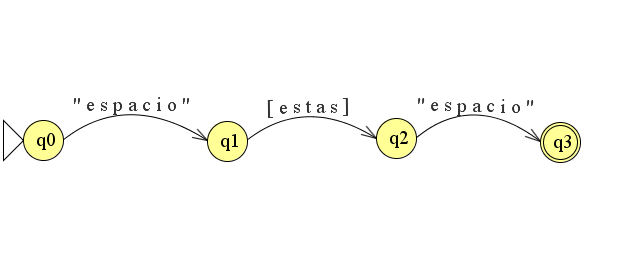 "espacio" [estas] "espacio"
q0 q1 q2 q3